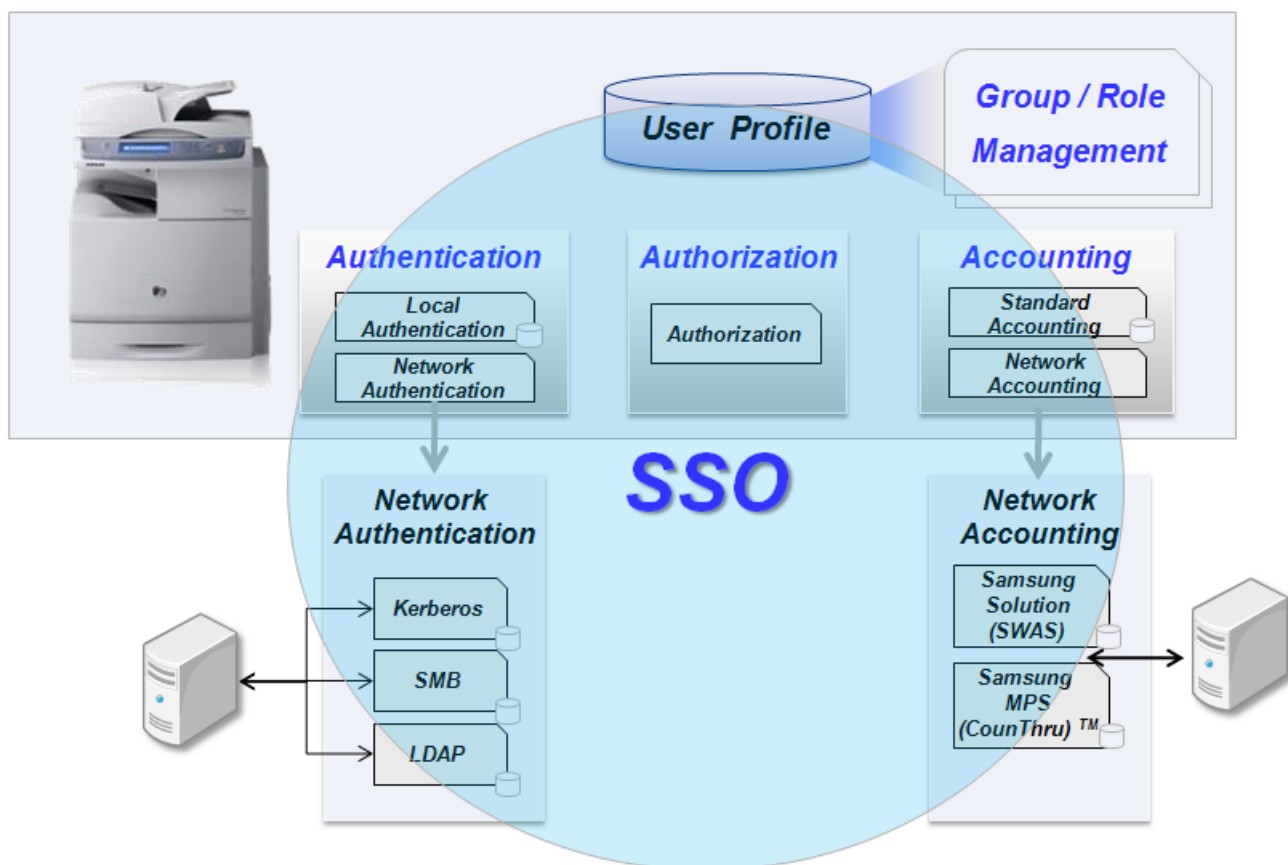 User Profile
Group / Role
Management
Authentication
Local
Authentication
Network
Authentication
Authorization
Authorization
Accounting
Standard
Accounting
Network
Accounting
SSO
Network
Authentication
Kerberos
SMB
LDAP
Network
Accounting
Samsung
Solution
(SWAS)
Samsung
MPS
(CounThru) TM